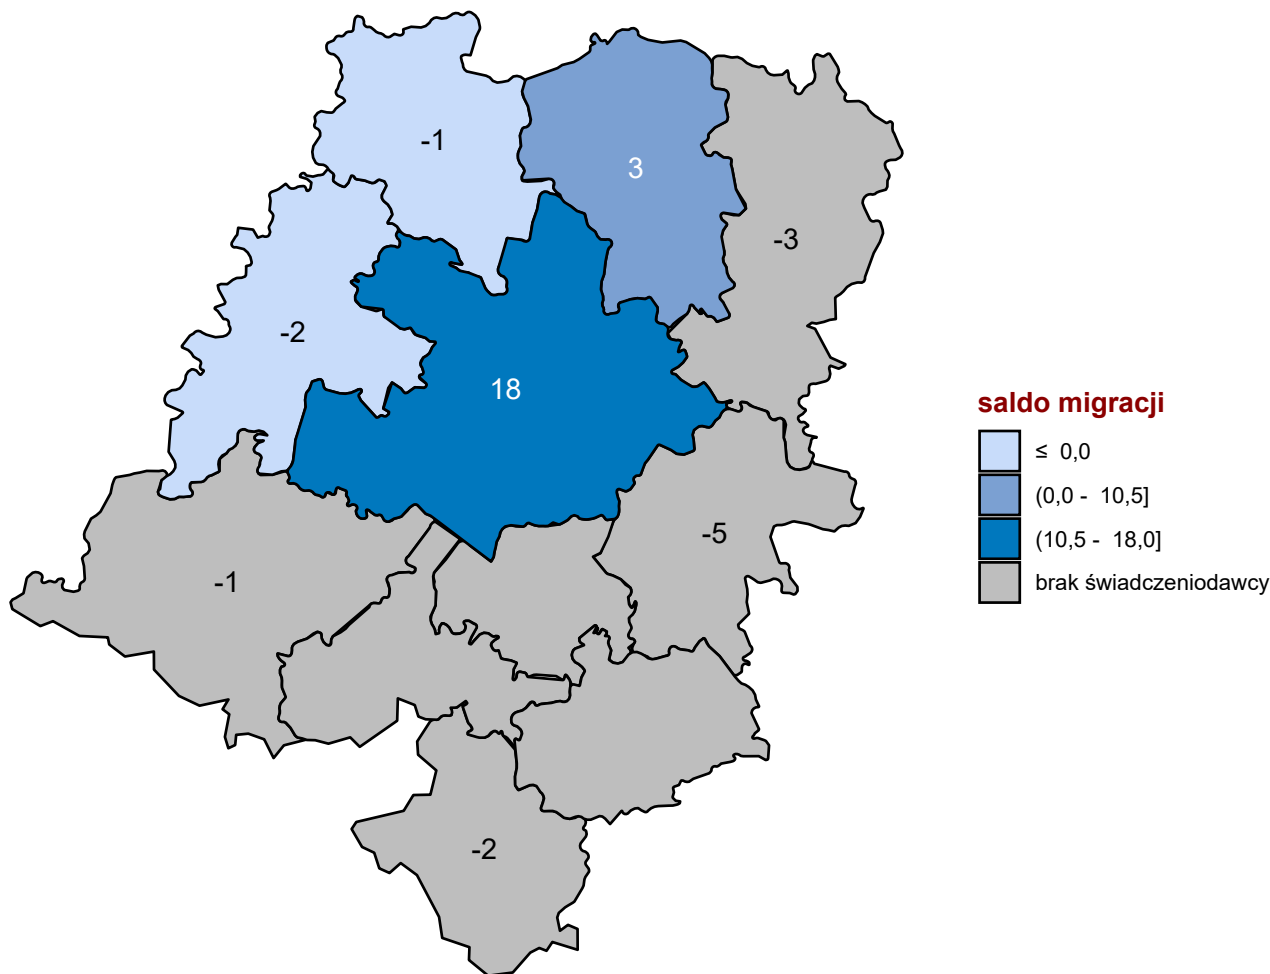 -1
3
-3
-2
18
saldo migracji
≤ 0,0
(0,0 - 10,5]
(10,5 - 18,0]
brak świadczeniodawcy
-5
-1
-2